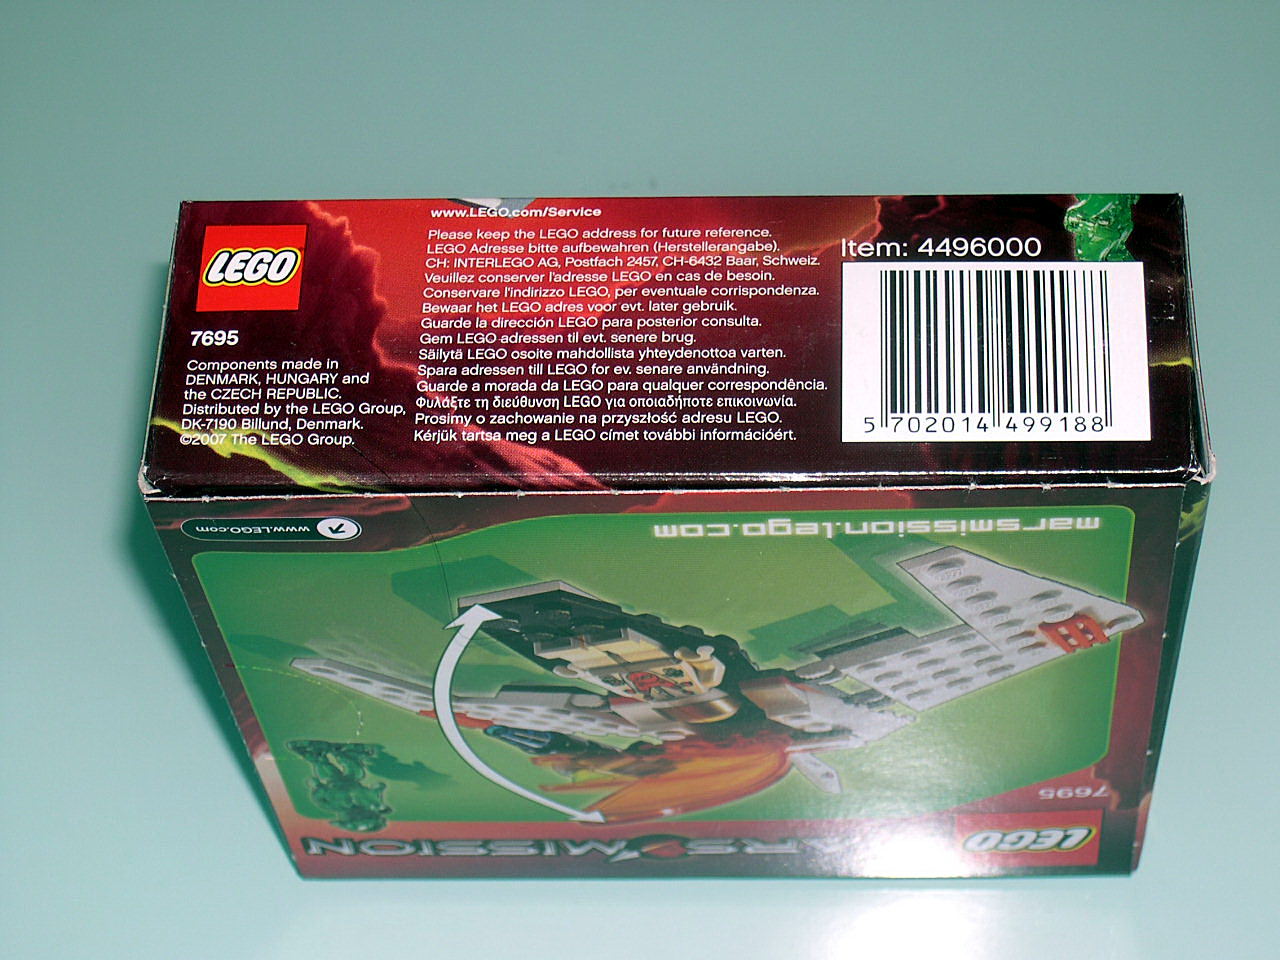 LEGO
7695
Components made in
DENMARK, HUNGARY and
the CZECH REPUBLIC.
Distributed by the LEGO Group,
DK-7190 Billund, Denmark.
©2007 The LEGO Group.
www.LEGO.com/Service
Please keep the LEGO address for future reference.
LEGO Adresse bitte aufbewahren (Herstellerangabe).
CH: INTERLEGO AG, Postfach 2457, CH-6432 Baar, Schweiz.
Veuillez conserver l'adresse LEGO en cas de besoin.
Conservare l'indirizzo LEGO, per eventuale corrispondenza.
Bewaar het LEGO adres voor evt. later gebruik.
Guarde la dirección LEGO para posterior consulta.
Gem LEGO adressen til evt. senere brug.
Säilytä LEGO osoite mahdollista yhteydenottoa varten.
Spara adressen till LEGO for ev. senare användning.
Guarde a morada da LEGO para qualquer correspondência.
Φυλάξτε τη διεύθυνση LEGO για οποιαδήποτε επικοινωνία.
Prosimy o zachowanie na przyszłość adresu LEGO.
Kérjük tartsa meg a LEGO címet további információért.
Item: 4496000
5 702014 499188
www.LEGO.com
marsmission.lego.com
7695
LEGO
MISSION